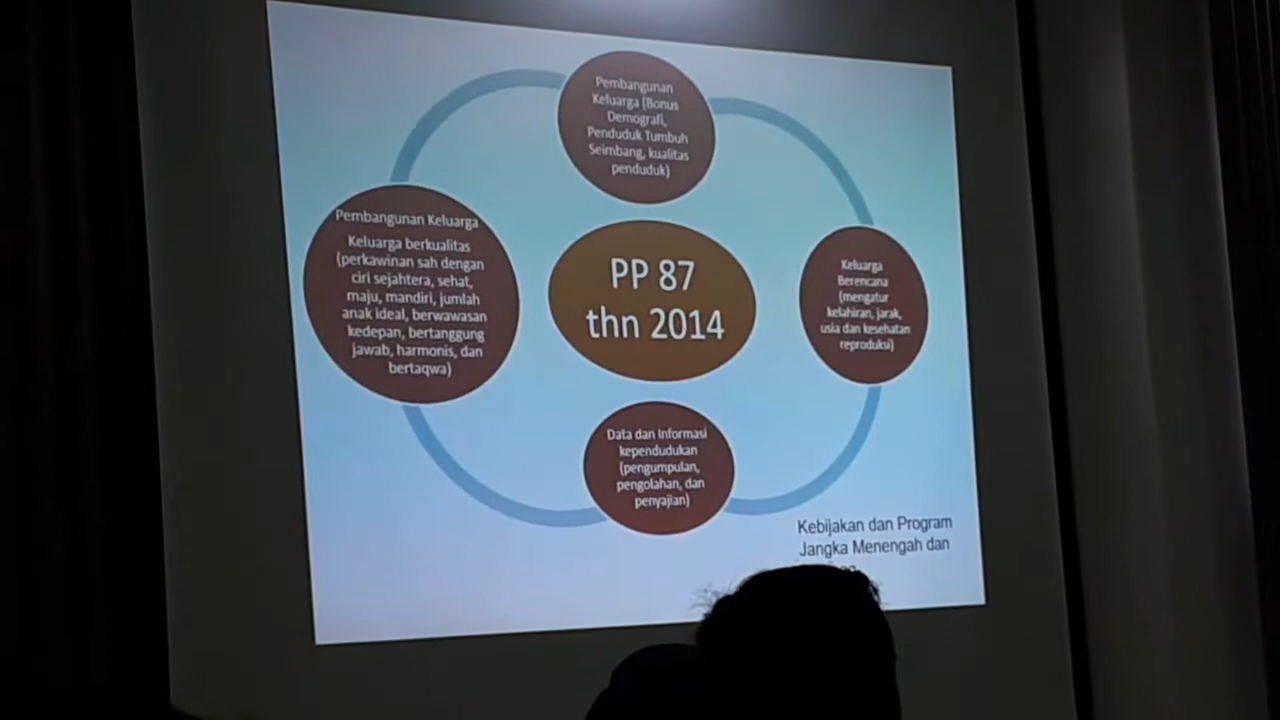 Pembangunan
Keluarga (Bonus
Demografi,
Penduduk Tumbuh
Seimbang, kualitas
penduduk)
Pembangunan Keluarga
Keluarga berkualitas
(perkawinan sah dengan
ciri sejahtera, sehat,
maju, mandiri, jumlah
anak ideal, berwawasan
kedepan, bertanggung
jawab, harmonis, dan
bertaqwa)
PP 87
thn 2014
Keluarga
Berencana
(mengatur
kelahiran, jarak,
usia dan kesehatan
reproduksi)
Data dan Informasi
kependudukan
(pengumpulan,
pengolahan, dan
penyajian)
Kebijakan dan Program
Jangka Menengah dan